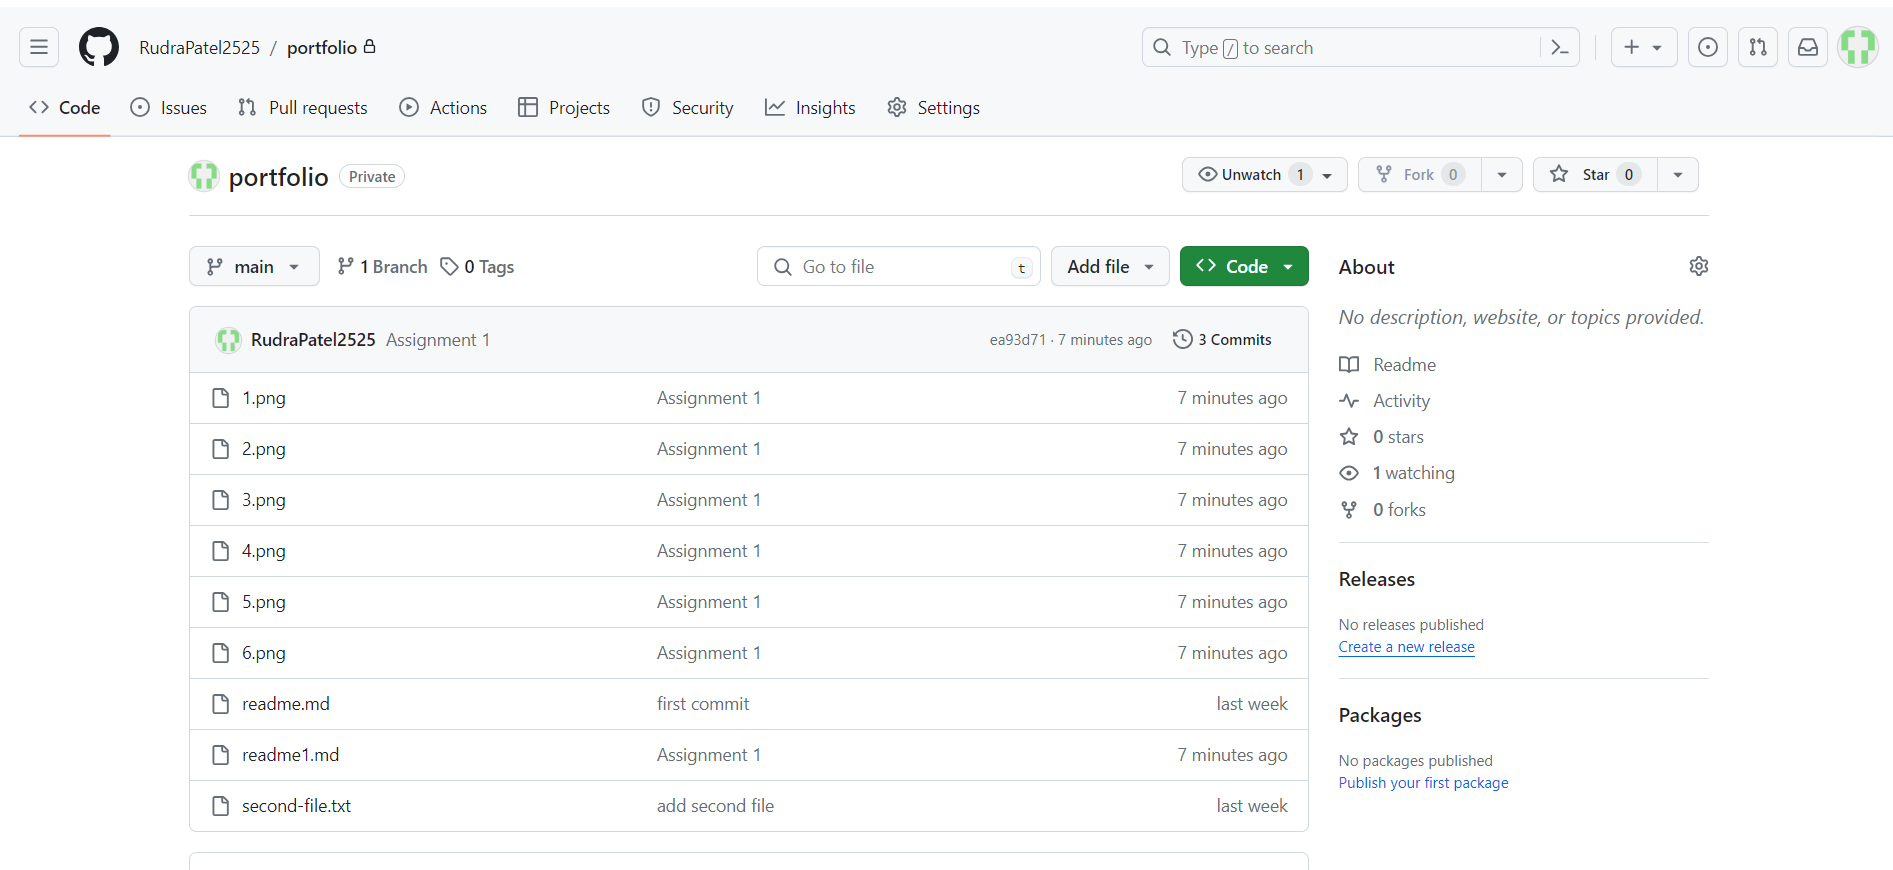 RudraPatel2525 / portfolio
Type / to search
Code Issues Pull requests Actions Projects Security Insights Settings
portfolio Private
Unwatch 1 Fork 0 Star 0
main 1 Branch 0 Tags
Go to file t Add file Code
RudraPatel2525 Assignment 1 ea93d71 · 7 minutes ago 3 Commits
1.png Assignment 1 7 minutes ago
2.png Assignment 1 7 minutes ago
3.png Assignment 1 7 minutes ago
4.png Assignment 1 7 minutes ago
5.png Assignment 1 7 minutes ago
6.png Assignment 1 7 minutes ago
readme.md first commit last week
readme1.md Assignment 1 7 minutes ago
second-file.txt add second file last week
About
No description, website, or topics provided.
Readme
Activity
0 stars
1 watching
0 forks
Releases
No releases published
Create a new release
Packages
No packages published
Publish your first package